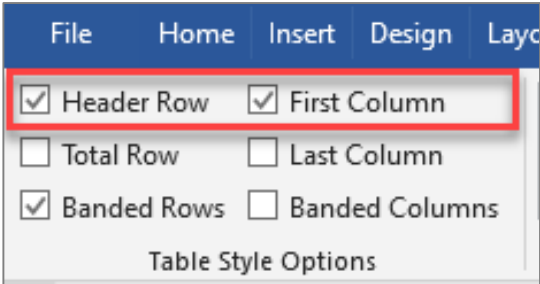 File Home Insert Design Layo
Header Row First Column
Total Row Last Column
Banded Rows Banded Columns
Table Style Options